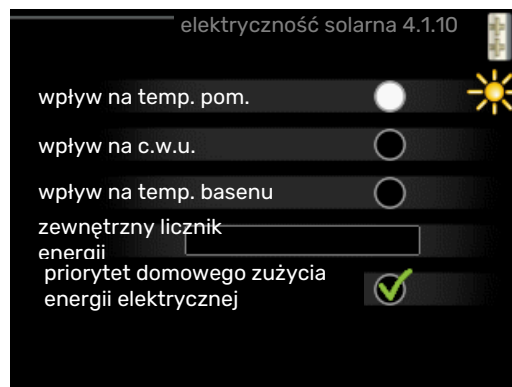 elektryczność solarna 4.1.10
wpływ na temp. pom.
wpływ na c.w.u.
wpływ na temp. basenu
zewnętrzny licznik
energii
priorytet domowego zużycia
energii elektrycznej